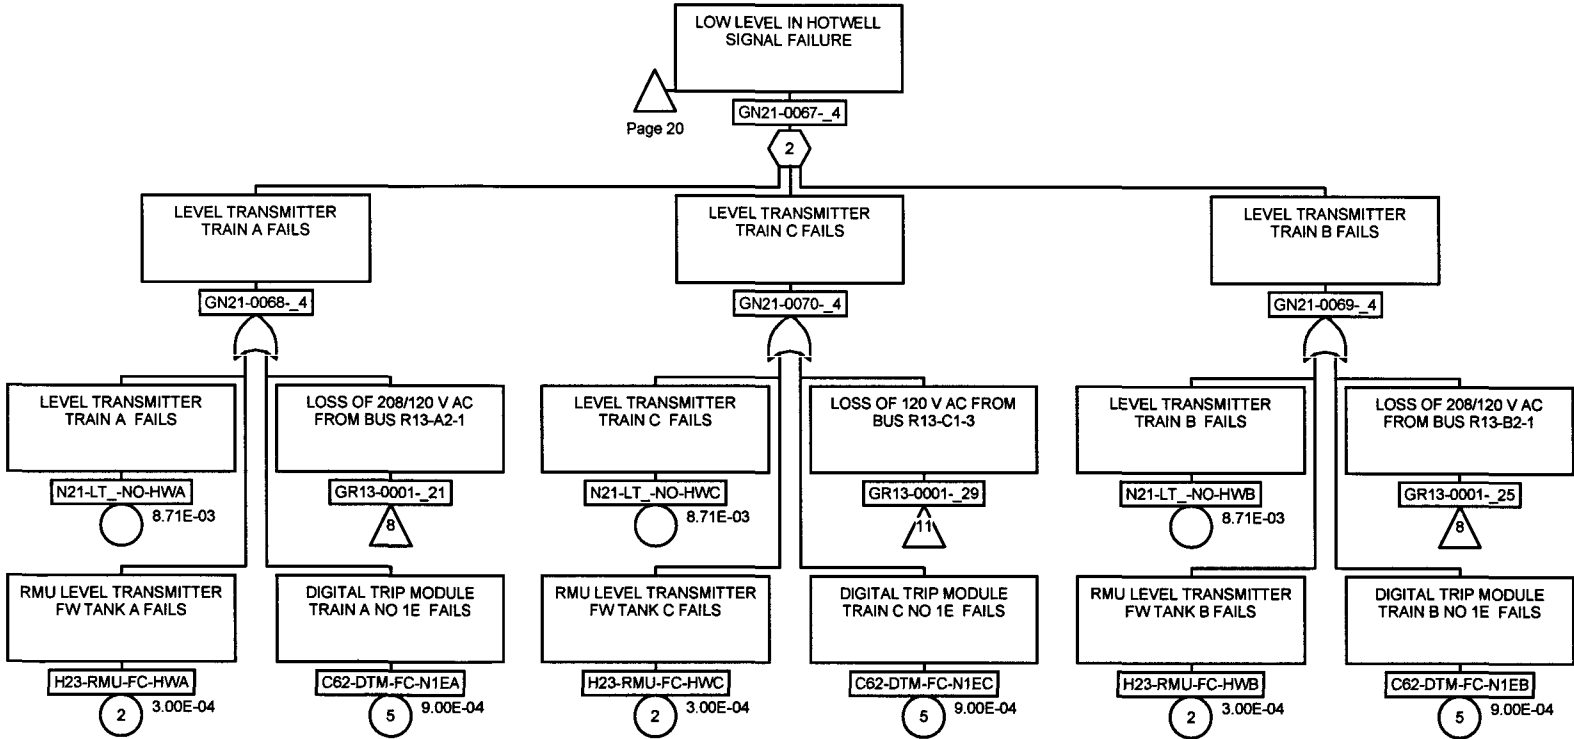 LOW LEVEL IN HOTWELL
SIGNAL FAILURE
Page 20
GN21-0067-_4
2
LEVEL TRANSMITTER
TRAIN A FAILS
GN21-0068-_4
LEVEL TRANSMITTER
TRAIN C FAILS
GN21-0070-_4
LEVEL TRANSMITTER
TRAIN B FAILS
GN21-0069-_4
LEVEL TRANSMITTER
TRAIN A FAILS
N21-LT_-NO-HWA
8.71E-03
LOSS OF 208/120 V AC
FROM BUS R13-A2-1
GR13-0001-_21
8
LEVEL TRANSMITTER
TRAIN C FAILS
N21-LT_-NO-HWC
8.71E-03
LOSS OF 120 V AC FROM
BUS R13-C1-3
GR13-0001-_29
11
LEVEL TRANSMITTER
TRAIN B FAILS
N21-LT_-NO-HWB
8.71E-03
LOSS OF 208/120 V AC
FROM BUS R13-B2-1
GR13-0001-_25
8
RMU LEVEL TRANSMITTER
FW TANK A FAILS
H23-RMU-FC-HWA
2
3.00E-04
DIGITAL TRIP MODULE
TRAIN A NO 1E FAILS
C62-DTM-FC-N1EA
5
9.00E-04
RMU LEVEL TRANSMITTER
FW TANK C FAILS
H23-RMU-FC-HWC
2
3.00E-04
DIGITAL TRIP MODULE
TRAIN C NO 1E FAILS
C62-DTM-FC-N1EC
5
9.00E-04
RMU LEVEL TRANSMITTER
FW TANK B FAILS
H23-RMU-FC-HWB
2
3.00E-04
DIGITAL TRIP MODULE
TRAIN B NO 1E FAILS
C62-DTM-FC-N1EB
5
9.00E-04